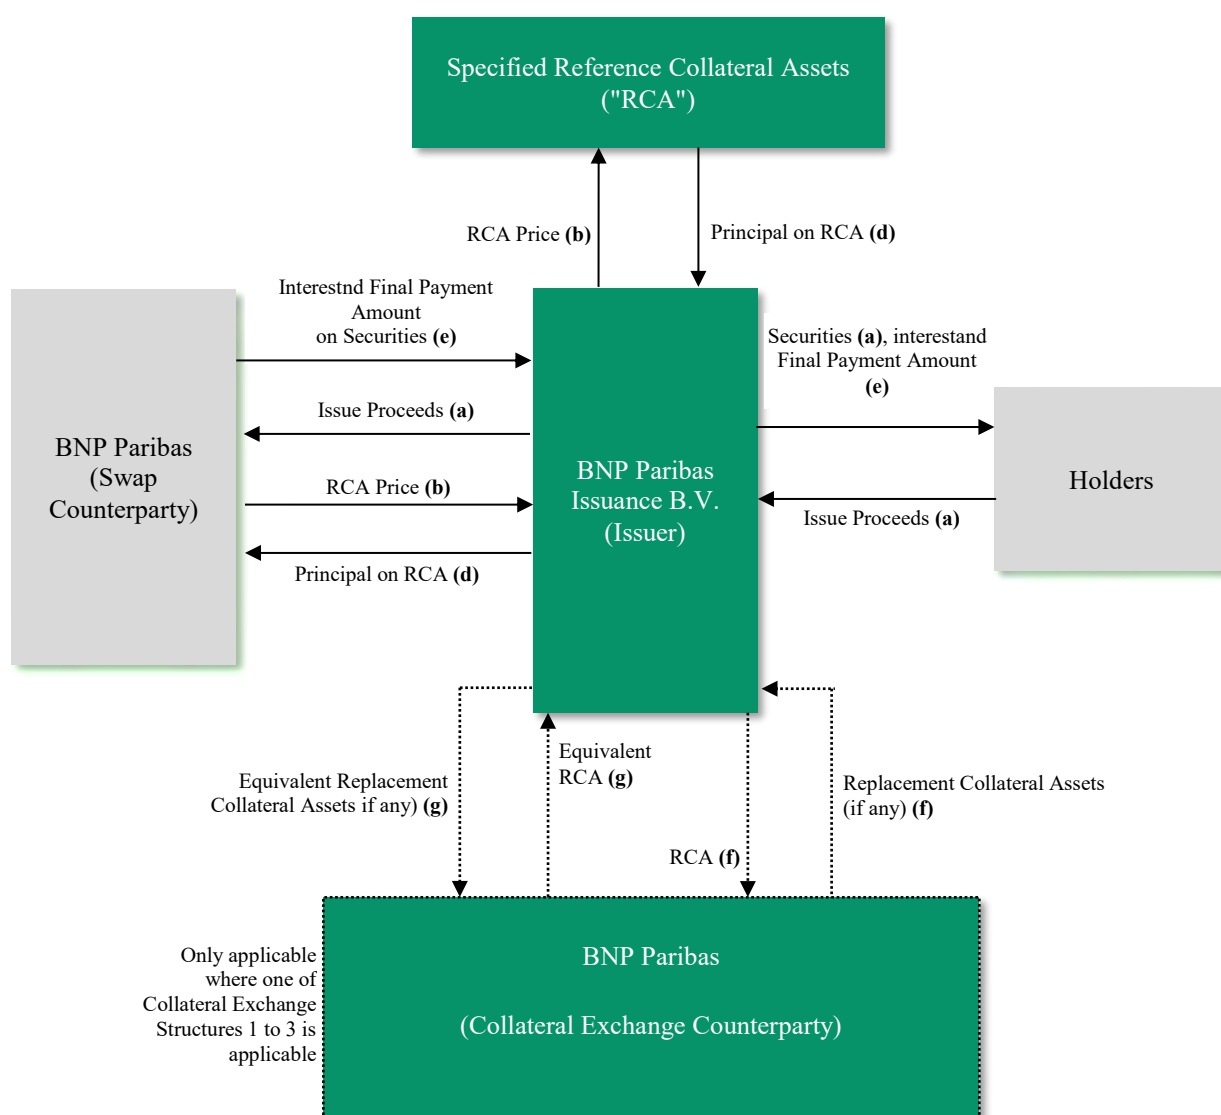 Specified Reference Collateral Assets
("RCA")
RCA Price (b)
Principal on RCA (d)
Interestnd Final Payment
Amount
on Securities (e)
Securities (a), interestand
Final Payment Amount
(e)
Issue Proceeds (a)
BNP Paribas
(Swap
Counterparty)
RCA Price (b)
BNP Paribas
Issuance B.V.
(Issuer)
Holders
Issue Proceeds (a)
Principal on RCA (d)
Equivalent
RCA (g)
Equivalent Replacement
Collateral Assets if any) (g)
Replacement Collateral Assets
(if any) (f)
RCA (f)
Only applicable
where one of
Collateral Exchange
Structures 1 to 3 is
applicable
BNP Paribas
(Collateral Exchange Counterparty)